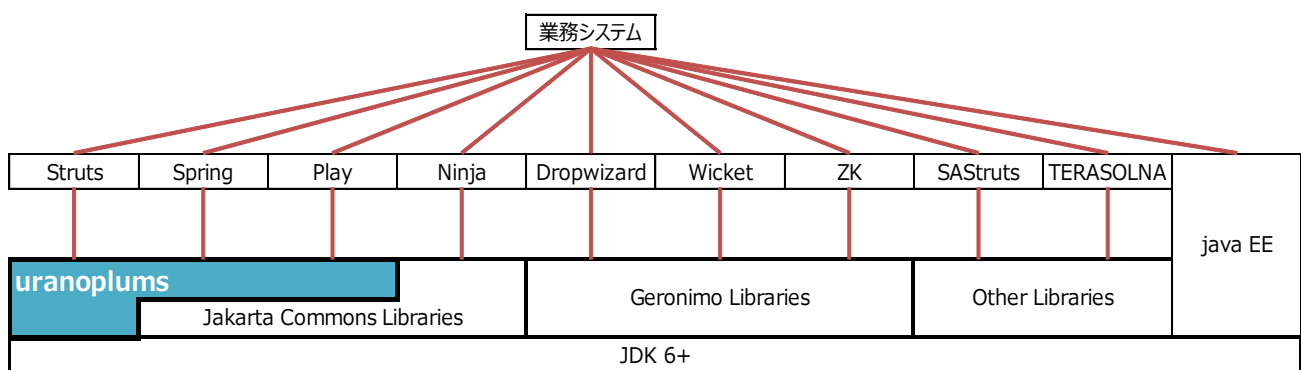 業務システム
Struts
Spring
Play
Ninja
Dropwizard
Wicket
ZK
SAStruts
TERASOLNA
java EE
uranoplums
Jakarta Commons Libraries
Geronimo Libraries
Other Libraries
JDK 6+